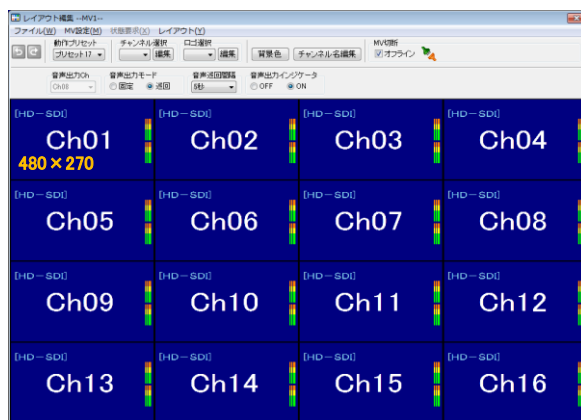 レイアウト編集 --MV1--
ファイル(W) MV設定(M) 状態要求(X) レイアウト(Y)
動作プリセット チャンネル選択 ロゴ選択 MV切断
プリセット17 編集 編集 背景色 チャンネル名編集 オフライン
音声出力Ch 音声出力モード 音声巡回間隔 音声出力インジケータ
Ch08 固定 巡回 5秒 OFF ON
[HD-SDI] [HD-SDI] [HD-SDI] [HD-SDI]
Ch01 Ch02 Ch03 Ch04
480×270
[HD-SDI] [HD-SDI] [HD-SDI] [HD-SDI]
Ch05 Ch06 Ch07 Ch08
[HD-SDI] [HD-SDI] [HD-SDI] [HD-SDI]
Ch09 Ch10 Ch11 Ch12
[HD-SDI] [HD-SDI] [HD-SDI] [HD-SDI]
Ch13 Ch14 Ch15 Ch16